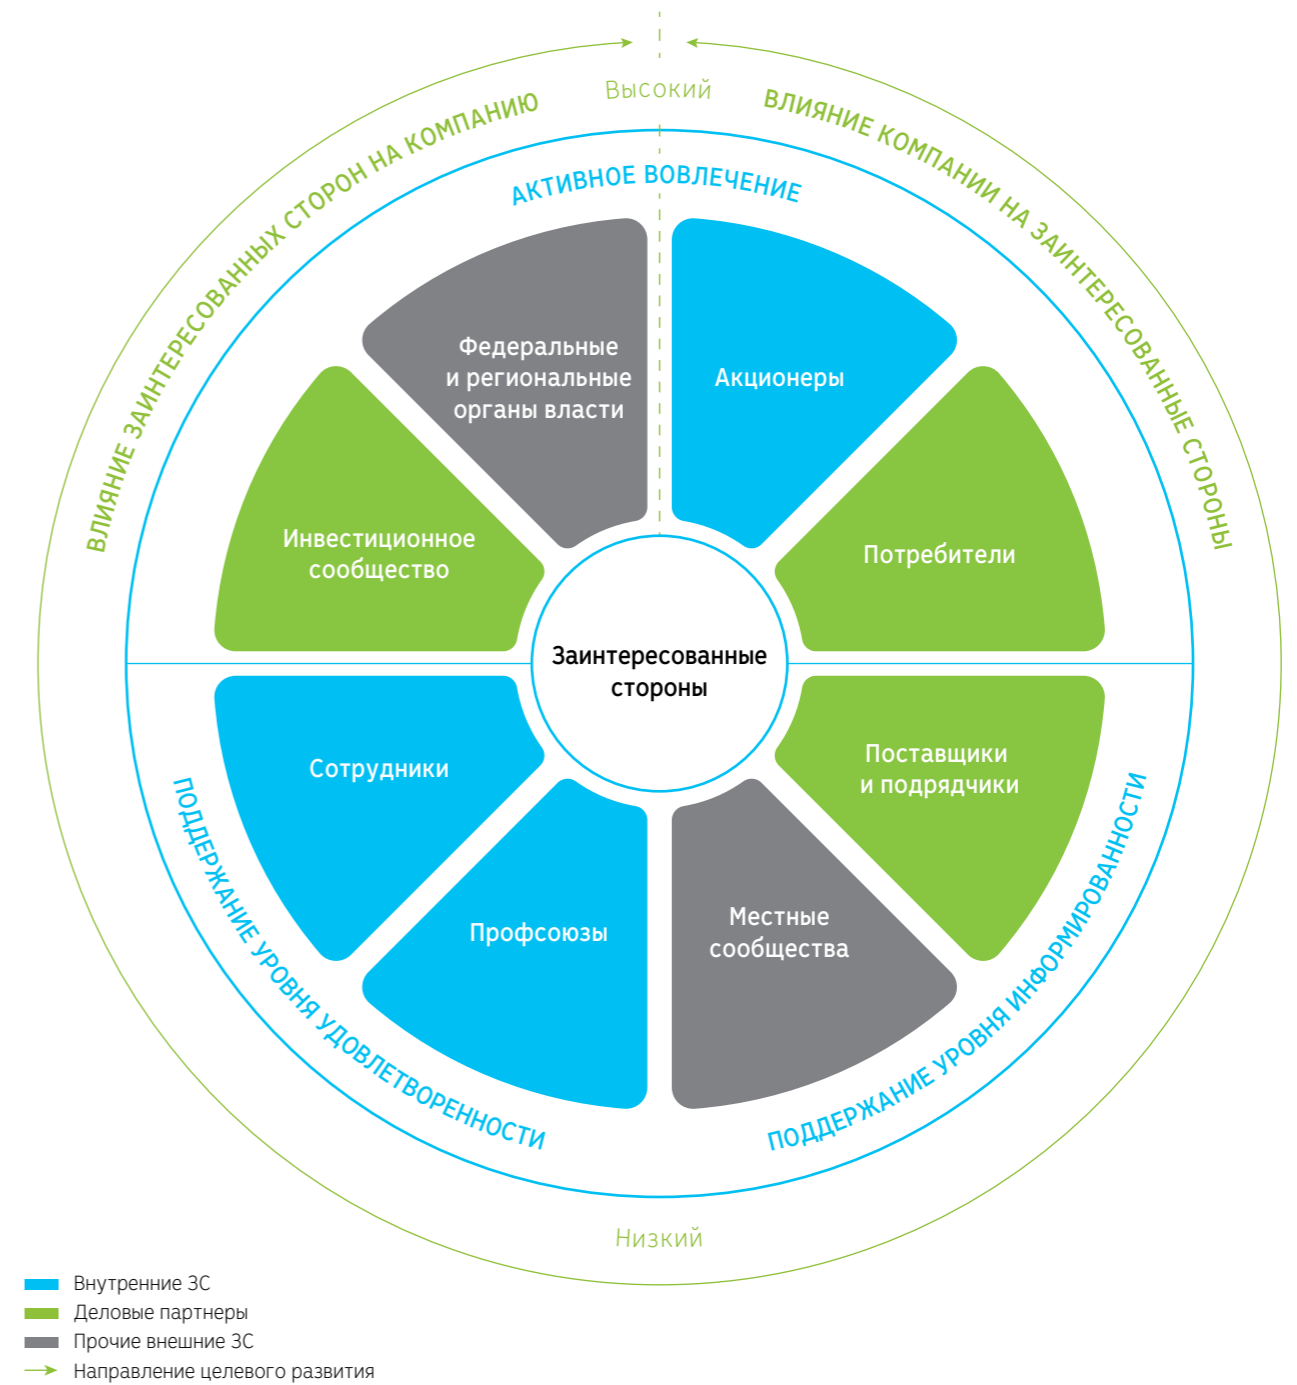 Высокий
ВЛИЯНИЕ ЗАИНТЕРЕСОВАННЫХ СТОРОН НА КОМПАНИЮ
ВЛИЯНИЕ КОМПАНИИ НА ЗАИНТЕРЕСОВАННЫЕ СТОРОНЫ
АКТИВНОЕ ВОВЛЕЧЕНИЕ
Федеральные
и региональные
органы власти
Акционеры
Инвестиционное
сообщество
Потребители
Заинтересованные
стороны
Сотрудники
Поставщики
и подрядчики
Профсоюзы
Местные
сообщества
ПОДДЕРЖАНИЕ УРОВНЯ УДОВЛЕТВОРЕННОСТИ
ПОДДЕРЖАНИЕ УРОВНЯ ИНФОРМИРОВАННОСТИ
Низкий
Внутренние ЗС
Деловые партнеры
Прочие внешние ЗС
Направление целевого развития